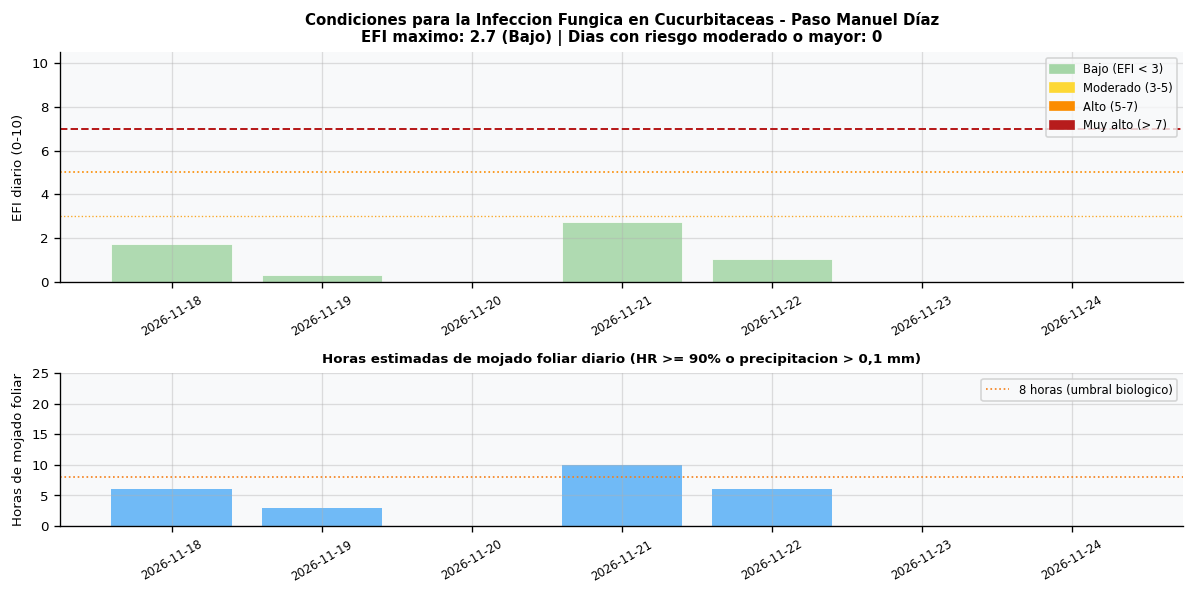 Condiciones para la Infeccion Fungica en Cucurbitaceas - Paso Manuel Díaz
EFI maximo: 2.7 (Bajo) | Dias con riesgo moderado o mayor: 0
EFI diario (0-10)
10
8
6
4
2
0
Bajo (EFI < 3)
Moderado (3-5)
Alto (5-7)
Muy alto (> 7)
2026-11-18
2026-11-19
2026-11-20
2026-11-21
2026-11-22
2026-11-23
2026-11-24
Horas estimadas de mojado foliar diario (HR >= 90% o precipitacion > 0,1 mm)
Horas de mojado foliar
25
20
15
10
5
0
8 horas (umbral biologico)
2026-11-18
2026-11-19
2026-11-20
2026-11-21
2026-11-22
2026-11-23
2026-11-24